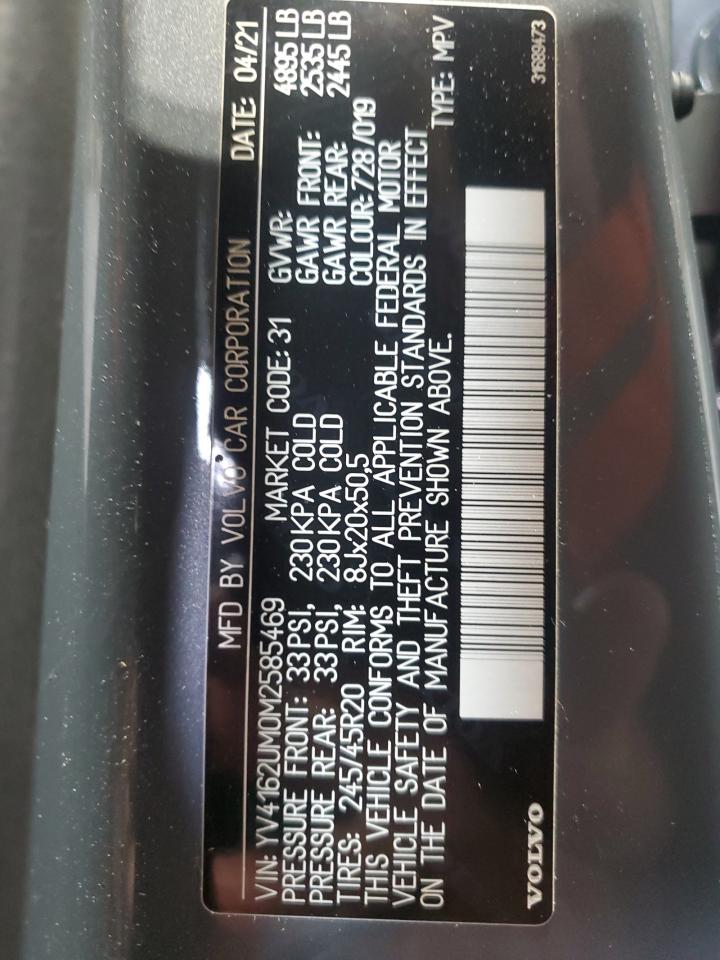 MFD BY VOLVO CAR CORPORATION DATE: 04/21
VIN: YV4162UM0M2585469 MARKET CODE: 31 GVWR: 4895 LB
PRESSURE FRONT: 33 PSI, 230 KPA COLD GAWR FRONT: 2535 LB
PRESSURE REAR: 33 PSI, 230 KPA COLD GAWR REAR: 2445 LB
TIRES: 245/45R20 RIM: 8Jx20x50,5 COLOUR: 728/019
THIS VEHICLE CONFORMS TO ALL APPLICABLE FEDERAL MOTOR
VEHICLE SAFETY AND THEFT PREVENTION STANDARDS IN EFFECT
ON THE DATE OF MANUFACTURE SHOWN ABOVE. TYPE: MPV
VOLVO 31689473